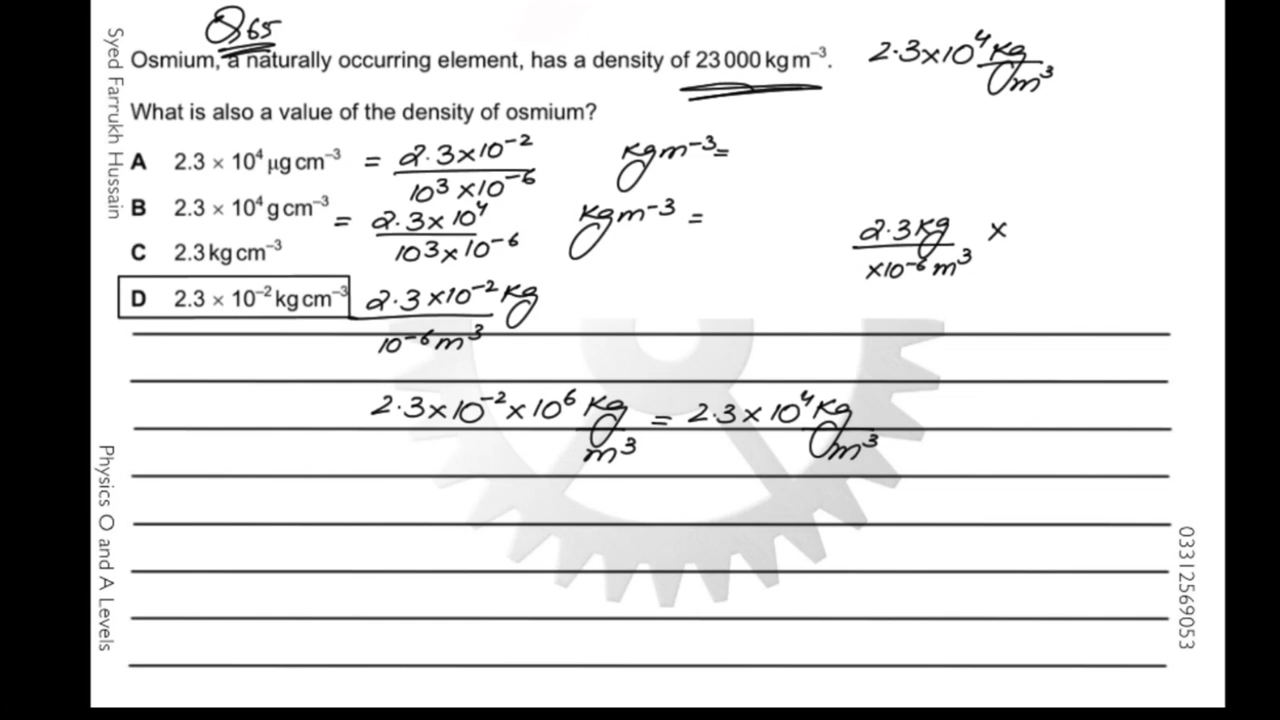 Q65
Osmium, a naturally occurring element, has a density of 23 000 kg m⁻³.
2.3×10⁴ kg/m³
What is also a value of the density of osmium?
A 2.3 × 10⁴ μg cm⁻³ = 2.3×10⁻² / 10³ ×10⁻⁶ kgm⁻³ =
B 2.3 × 10⁴ g cm⁻³ = 2.3×10⁴ / 10³×10⁻⁶ kgm⁻³ =
C 2.3 kg cm⁻³ 2.3 kg / ×10⁻⁶ m³ ×
D 2.3 × 10⁻² kg cm⁻³ 2.3×10⁻² kg / 10⁻⁶ m³
2.3×10⁻²×10⁶ kg/m³ = 2.3×10⁴ kg/m³
Syed Farrukh Hussain
Physics O and A Levels
03312569053